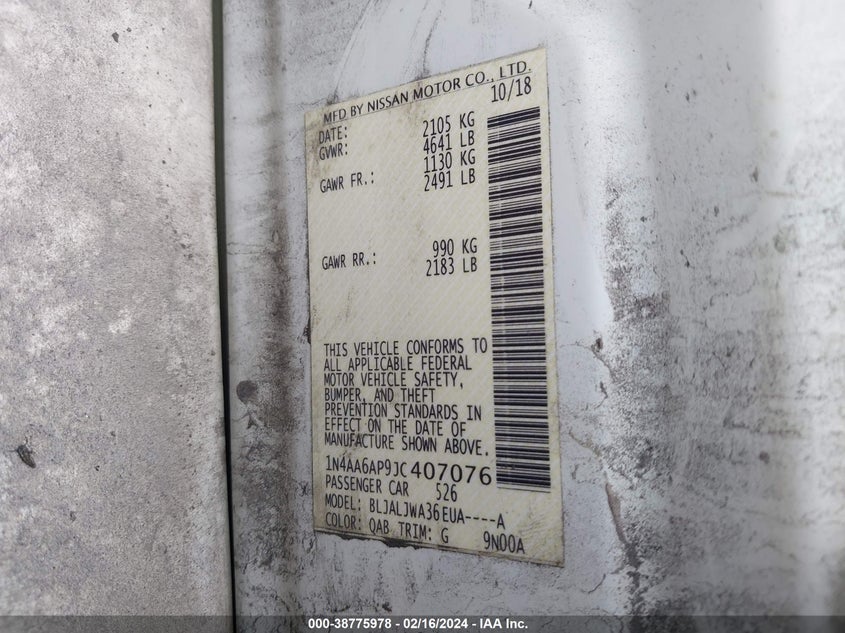 MFD BY NISSAN MOTOR CO., LTD.
DATE: 10/18
GVWR: 2105 KG
4641 LB
GAWR FR.: 1130 KG
2491 LB
GAWR RR.: 990 KG
2183 LB
THIS VEHICLE CONFORMS TO
ALL APPLICABLE FEDERAL
MOTOR VEHICLE SAFETY,
BUMPER, AND THEFT
PREVENTION STANDARDS IN
EFFECT ON THE DATE OF
MANUFACTURE SHOWN ABOVE.
1N4AA6AP9JC407076
PASSENGER CAR 526
MODEL: BLJALJWA36EUA----A
COLOR: QAB TRIM: G 9N00A
000-38775978 - 02/16/2024 - IAA Inc.